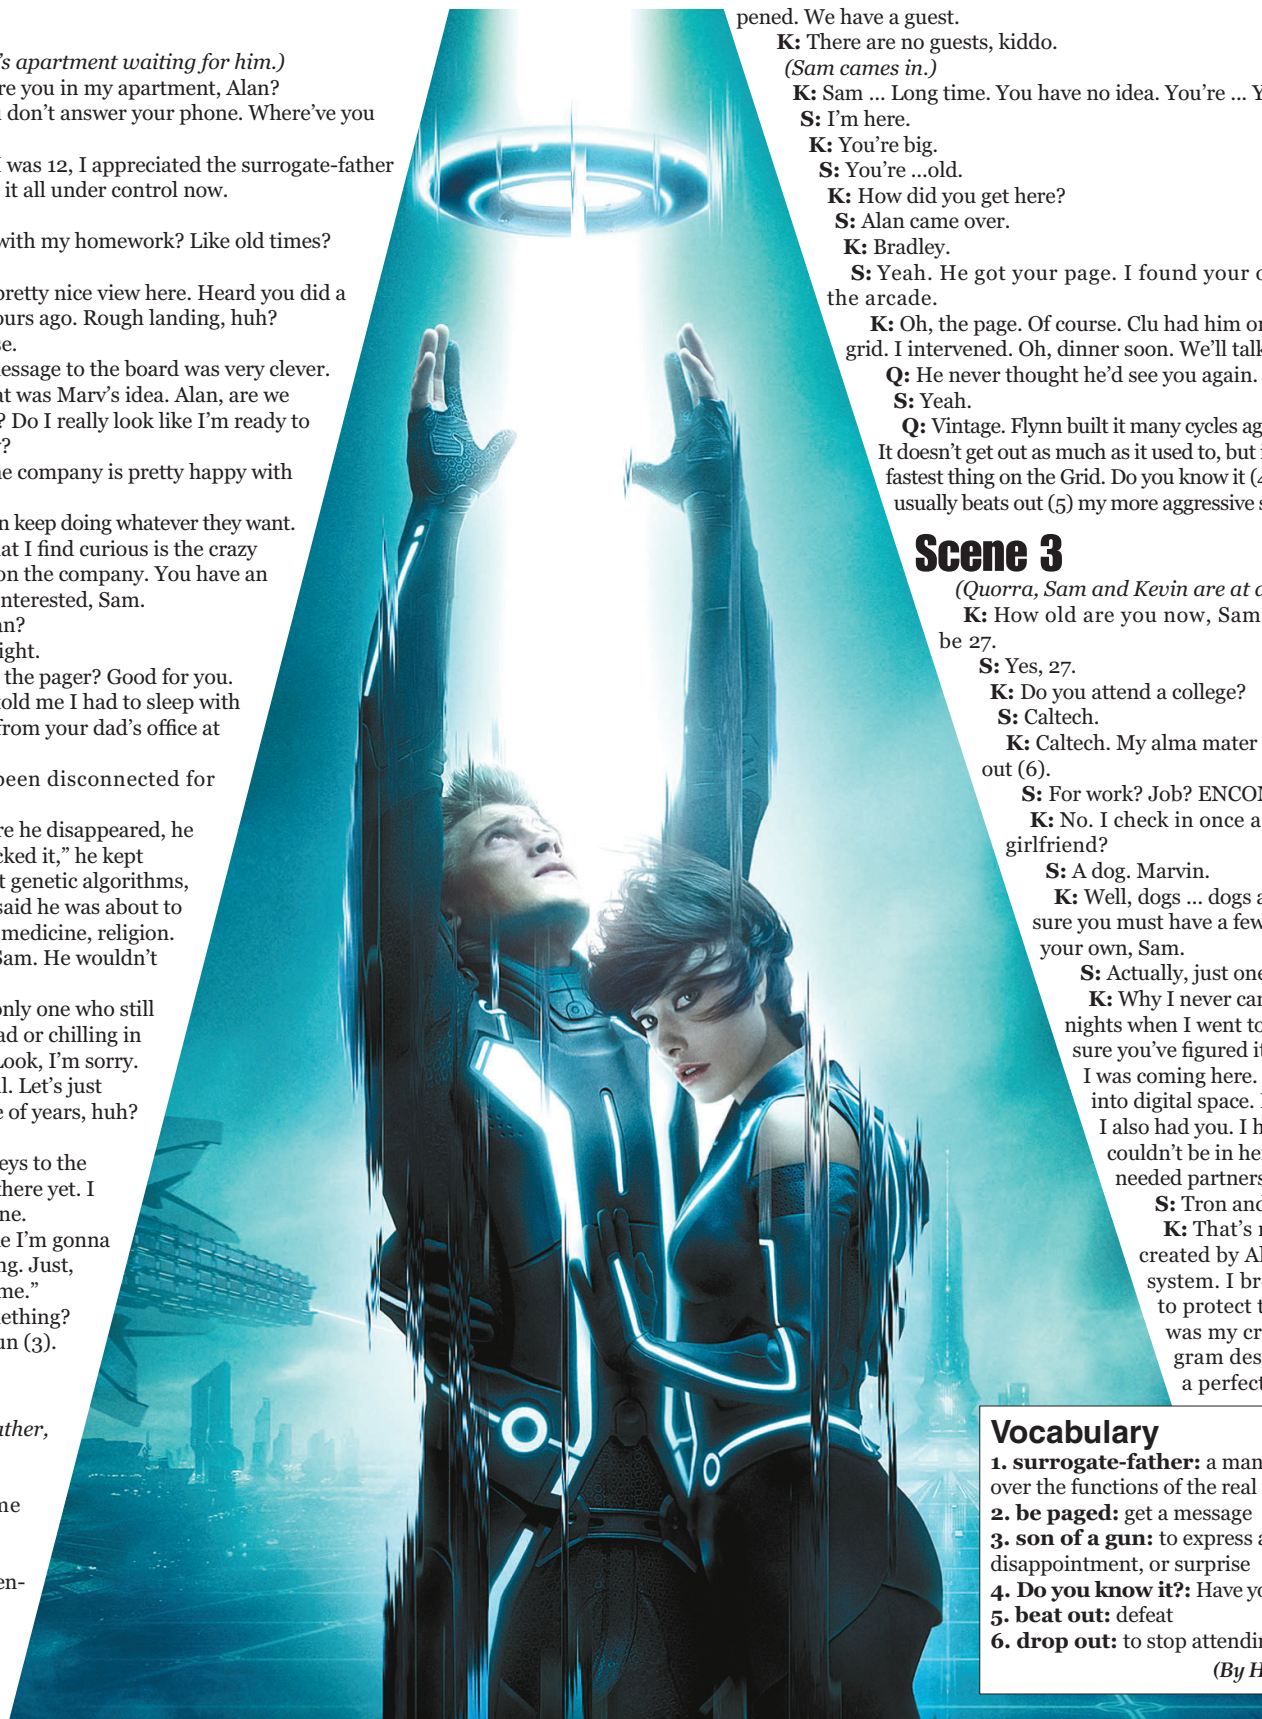 ’s apartment waiting for him.)
re you in my apartment, Alan?
don’t answer your phone. Where’ve you
I was 12, I appreciated the surrogate-father
it all under control now.
with my homework? Like old times?
pretty nice view here. Heard you did a
ours ago. Rough landing, huh?
se.
essage to the board was very clever.
at was Marv’s idea. Alan, are we
? Do I really look like I’m ready to
?
ne company is pretty happy with
n keep doing whatever they want.
hat I find curious is the crazy
on the company. You have an
nterested, Sam.
an?
ight.
the pager? Good for you.
told me I had to sleep with
from your dad’s office at
been disconnected for
re he disappeared, he
cked it,” he kept
t genetic algorithms,
said he was about to
medicine, religion.
Sam. He wouldn’t
only one who still
ad or chilling in
Look, I’m sorry.
ll. Let’s just
e of years, huh?
eys to the
there yet. I
ne.
e I’m gonna
ng. Just,
me.”
ething?
un (3).
ather,
me
en-
pened. We have a guest.
K: There are no guests, kiddo.
(Sam cames in.)
K: Sam ... Long time. You have no idea. You’re ... Y
S: I’m here.
K: You’re big.
S: You’re ...old.
K: How did you get here?
S: Alan came over.
K: Bradley.
S: Yeah. He got your page. I found your o
the arcade.
K: Oh, the page. Of course. Clu had him or
grid. I intervened. Oh, dinner soon. We’ll talk
Q: He never thought he’d see you again.
S: Yeah.
Q: Vintage. Flynn built it many cycles ag
It doesn’t get out as much as it used to, but i
fastest thing on the Grid. Do you know it (4
usually beats out (5) my more aggressive s
Scene 3
(Quorra, Sam and Kevin are at d
K: How old are you now, Sam
be 27.
S: Yes, 27.
K: Do you attend a college?
S: Caltech.
K: Caltech. My alma mater
out (6).
S: For work? Job? ENCOM
K: No. I check in once a
girlfriend?
S: A dog. Marvin.
K: Well, dogs ... dogs a
sure you must have a few
your own, Sam.
S: Actually, just one
K: Why I never can
nights when I went to
sure you’ve figured it
I was coming here.
into digital space. I
I also had you. I h
couldn’t be in he
needed partners
S: Tron and
K: That’s r
created by Al
system. I br
to protect t
was my cr
gram des
a perfect
Vocabulary
1. surrogate-father: a man
over the functions of the real
2. be paged: get a message
3. son of a gun: to express a
disappointment, or surprise
4. Do you know it?: Have yo
5. beat out: defeat
6. drop out: to stop attendin
(By H